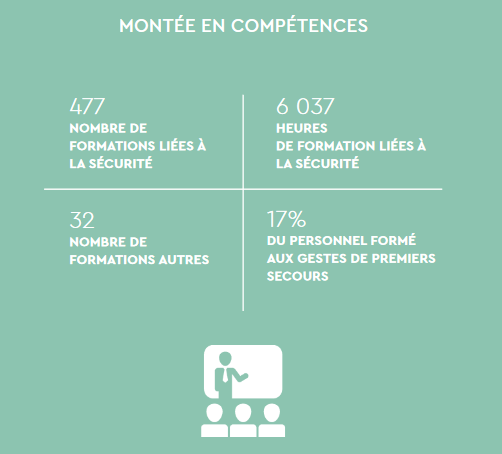 MONTÉE EN COMPÉTENCES
477
NOMBRE DE
FORMATIONS LIÉES À
LA SÉCURITÉ
6 037
HEURES
DE FORMATION LIÉES À
LA SÉCURITÉ
32
NOMBRE DE
FORMATIONS AUTRES
17%
DU PERSONNEL FORMÉ
AUX GESTES DE PREMIERS
SECOURS